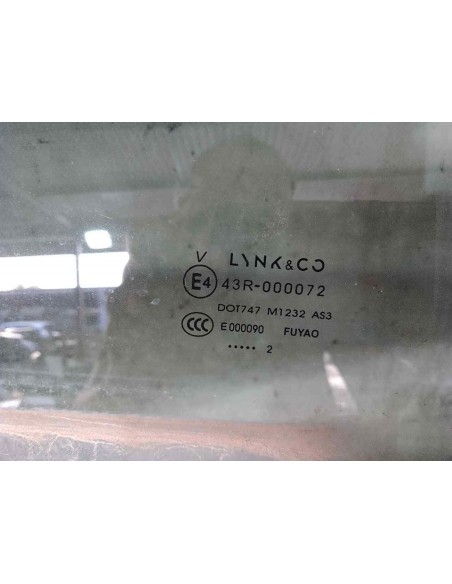 V LYNK&CO
E4 43R-000072
DOT747 M1232 AS3
CCC E000090 FUYAO
••••• 2